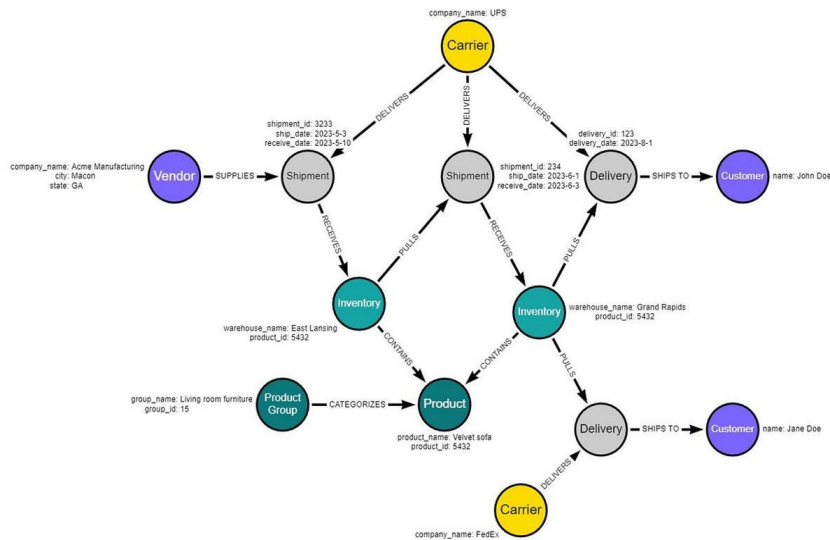 company_name: UPS
Carrier
DELIVERS
DELIVERS
DELIVERS
shipment_id: 3233
ship_date: 2023-5-3
receive_date: 2023-5-10
delivery_id: 123
delivery_date: 2023-8-1
company_name: Acme Manufacturing
city: Macon
state: GA
Vendor
SUPPLIES
Shipment
Shipment
shipment_id: 234
ship_date: 2023-6-1
receive_date: 2023-6-3
Delivery
SHIPS TO
Customer
name: John Doe
RECEIVES
PULLS
RECEIVES
PULLS
Inventory
warehouse_name: East Lansing
product_id: 5432
Inventory
warehouse_name: Grand Rapids
product_id: 5432
CONTAINS
CONTAINS
PULLS
group_name: Living room furniture
group_id: 15
Product
Group
CATEGORIZES
Product
product_name: Velvet sofa
product_id: 5432
Delivery
SHIPS TO
Customer
name: Jane Doe
DELIVERS
Carrier
company_name: FedEx